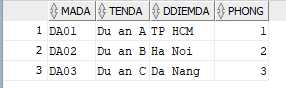 MADA TENDA DDIEMDA PHONG
1 DA01 Du an A TP HCM 1
2 DA02 Du an B Ha Noi 2
3 DA03 Du an C Da Nang 3